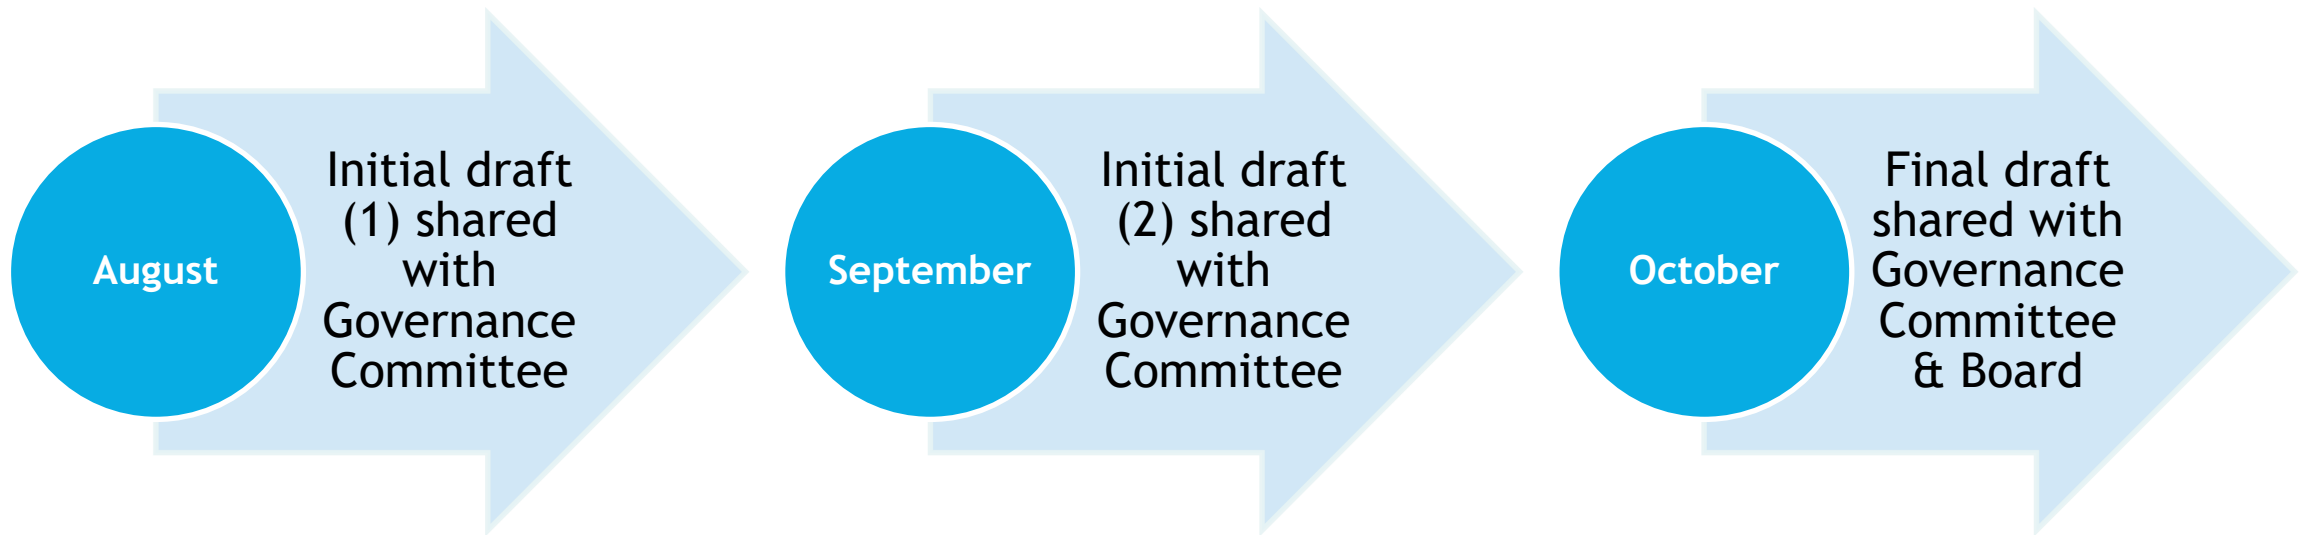 August
Initial draft
(1) shared
with
Governance
Committee
September
Initial draft
(2) shared
with
Governance
Committee
October
Final draft
shared with
Governance
Committee
& Board